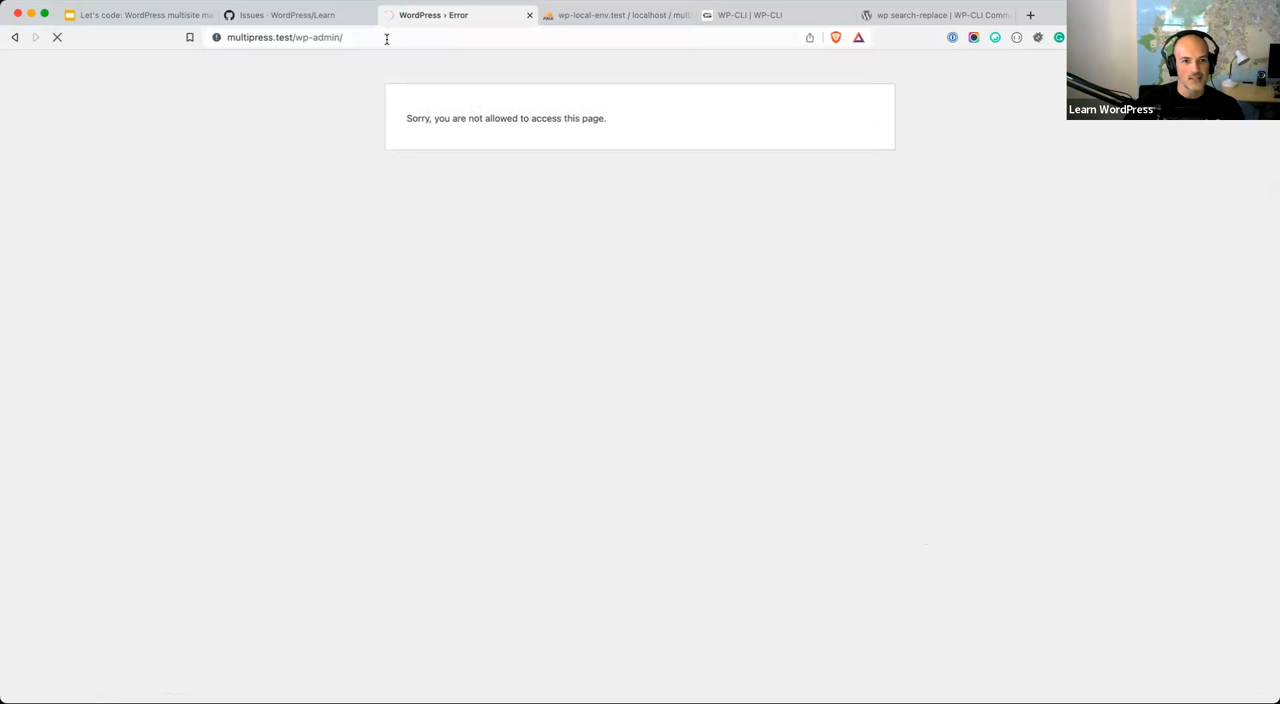 Let's code: WordPress multisite ma
Issues · WordPress/Learn
WordPress › Error
wp-local-env.test / localhost / mult
WP-CLI | WP-CLI
wp search-replace | WP-CLI Comm
multipress.test/wp-admin/
Learn WordPress
Sorry, you are not allowed to access this page.